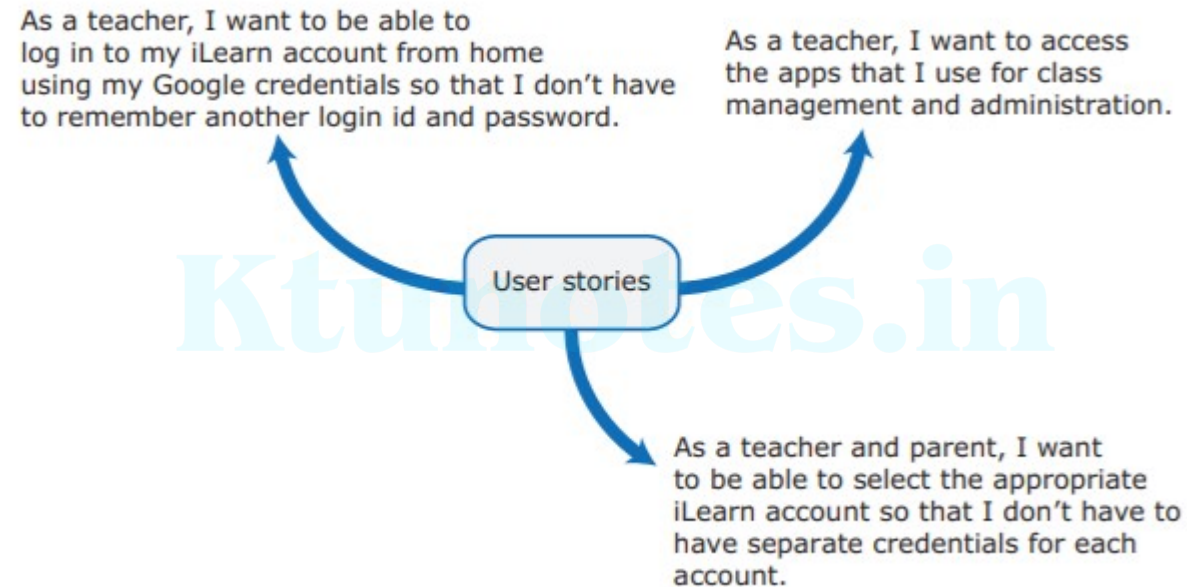 As a teacher, I want to be able to
log in to my iLearn account from home
using my Google credentials so that I don’t have
to remember another login id and password.
As a teacher, I want to access
the apps that I use for class
management and administration.
User stories
Ktunotes.in
As a teacher and parent, I want
to be able to select the appropriate
iLearn account so that I don’t have to
have separate credentials for each
account.